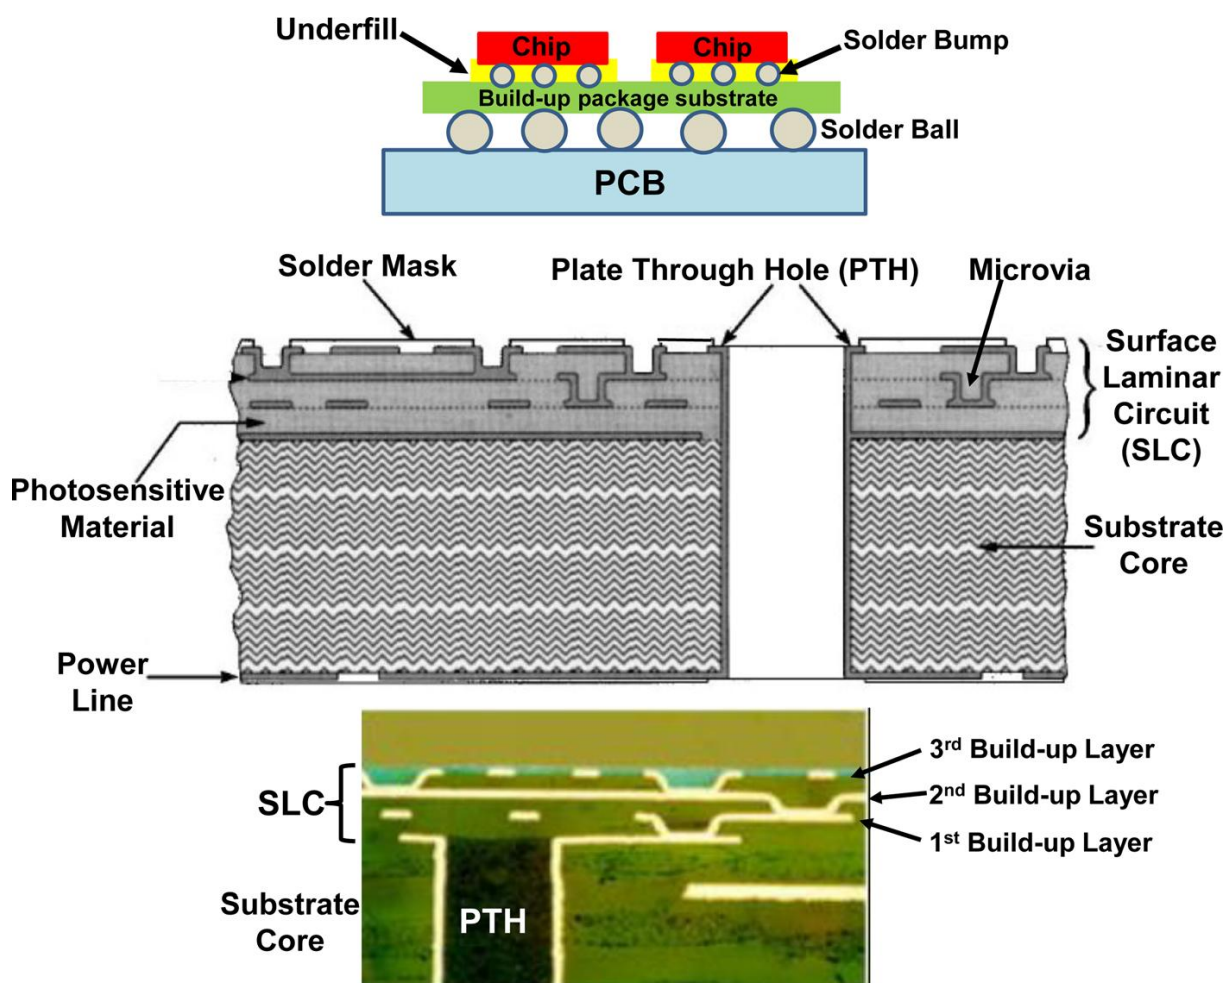 Underfill
Chip
Chip
Solder Bump
Build-up package substrate
Solder Ball
PCB
Solder Mask
Plate Through Hole (PTH)
Microvia
Surface
Laminar
Circuit
(SLC)
Photosensitive
Material
Substrate
Core
Power
Line
3rd Build-up Layer
SLC
2nd Build-up Layer
1st Build-up Layer
Substrate
Core
PTH